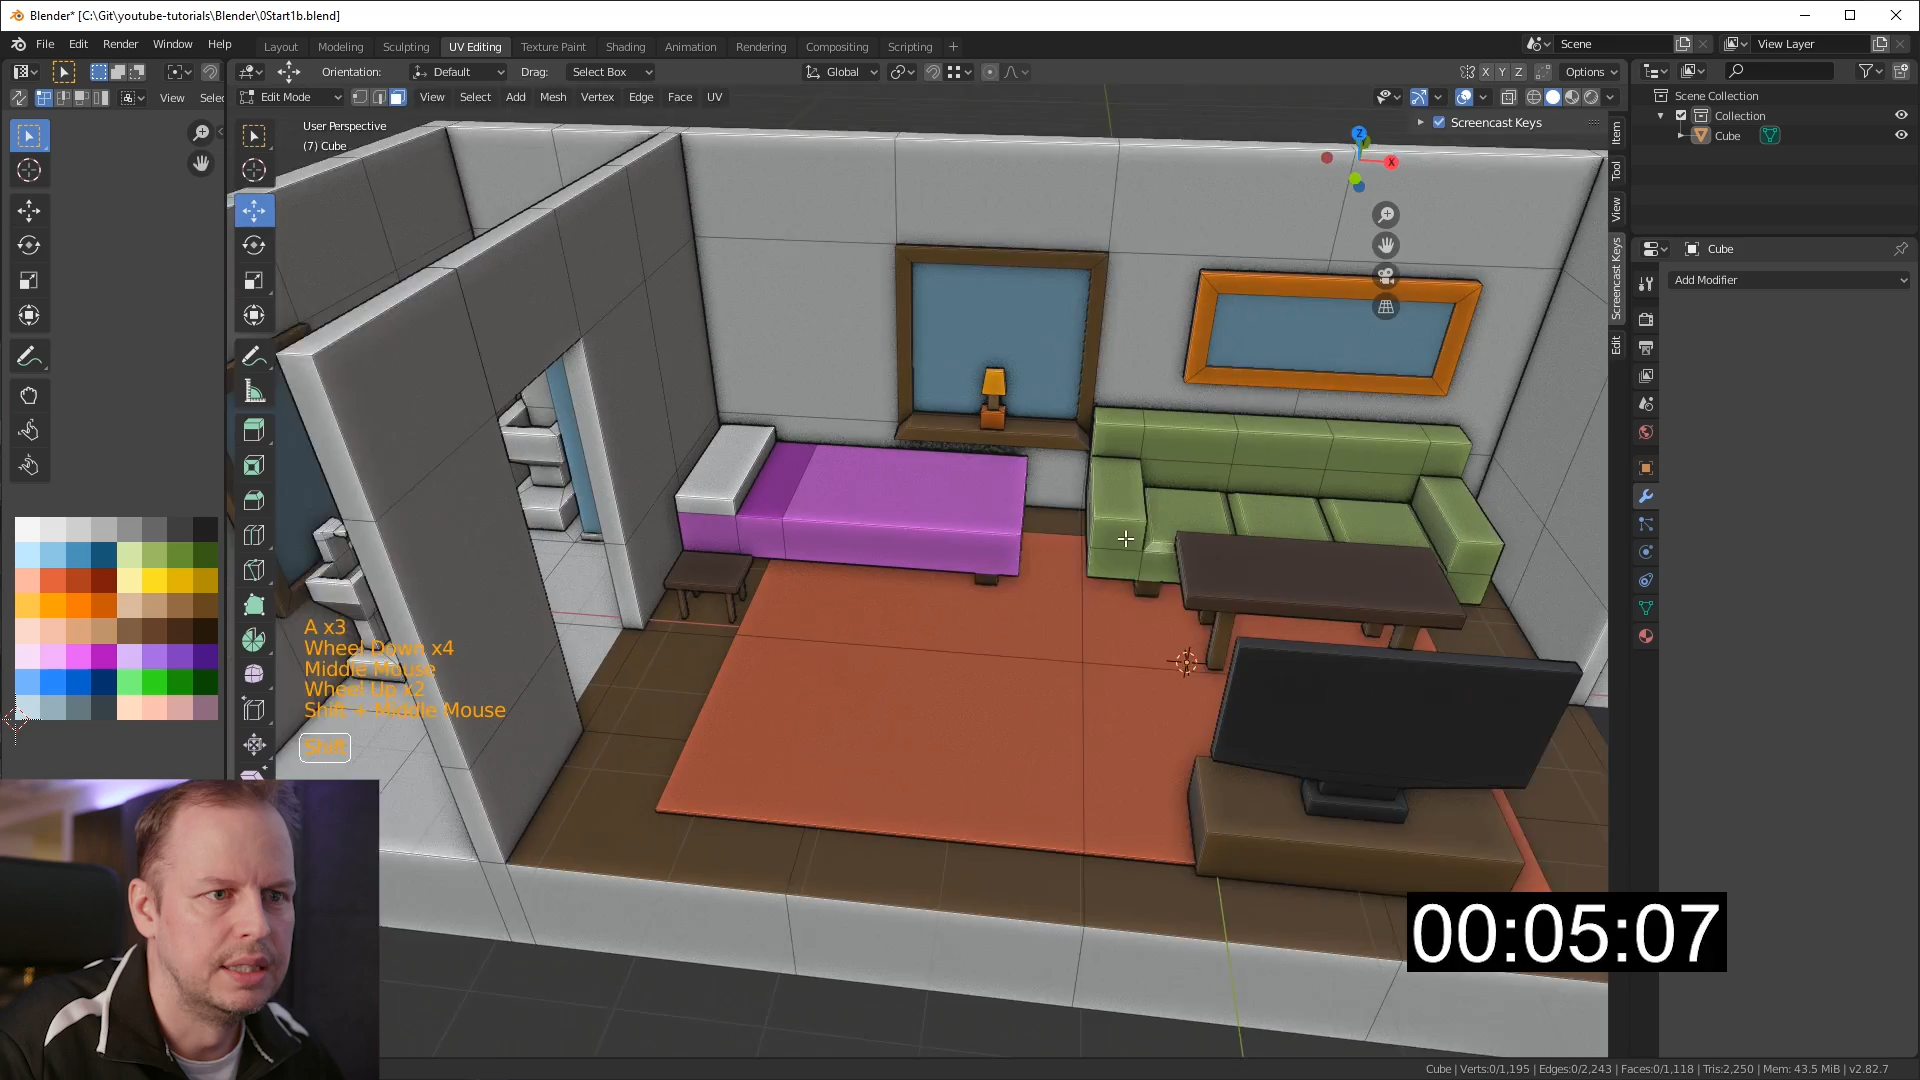 Blender* [C:\Git\youtube-tutorials\Blender\0Start1b.blend]
File Edit Render Window Help
Layout Modeling Sculpting UV Editing Texture Paint Shading Animation Rendering Compositing Scripting +
Scene
View Layer
Orientation: Default Drag: Select Box
Global
X Y Z
Options
View Selec
Edit Mode
View Select Add Mesh Vertex Edge Face UV
Scene Collection
Collection
Cube
User Perspective
(7) Cube
Screencast Keys
Z
X
Item
Tool
View
Screencast Keys
Edit
Cube
Add Modifier
A x3
Wheel Down x4
Middle Mouse
Wheel Up x2
Shift + Middle Mouse
Shift
00:05:07
Cube | Verts:0/1,195 | Edges:0/2,243 | Faces:0/1,118 | Tris:2,250 | Mem: 43.5 MiB | v2.82.7